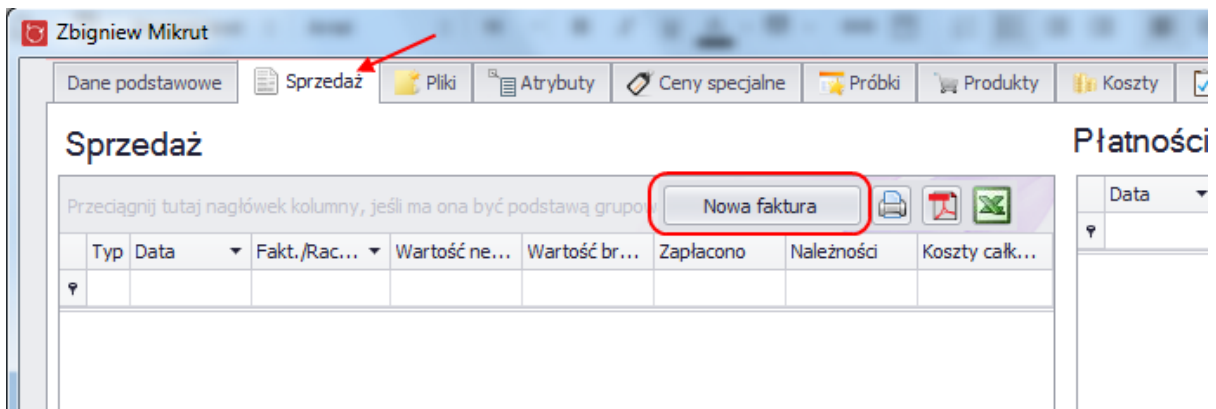 Zbigniew Mikrut
Dane podstawowe Sprzedaż Pliki Atrybuty Ceny specjalne Próbki Produkty Koszty
Sprzedaż Płatności
Przeciągnij tutaj nagłówek kolumny, jeśli ma ona być podstawą grupow Nowa faktura
Data
Typ Data Fakt./Rac... Wartość ne... Wartość br... Zapłacono Należności Koszty całk...